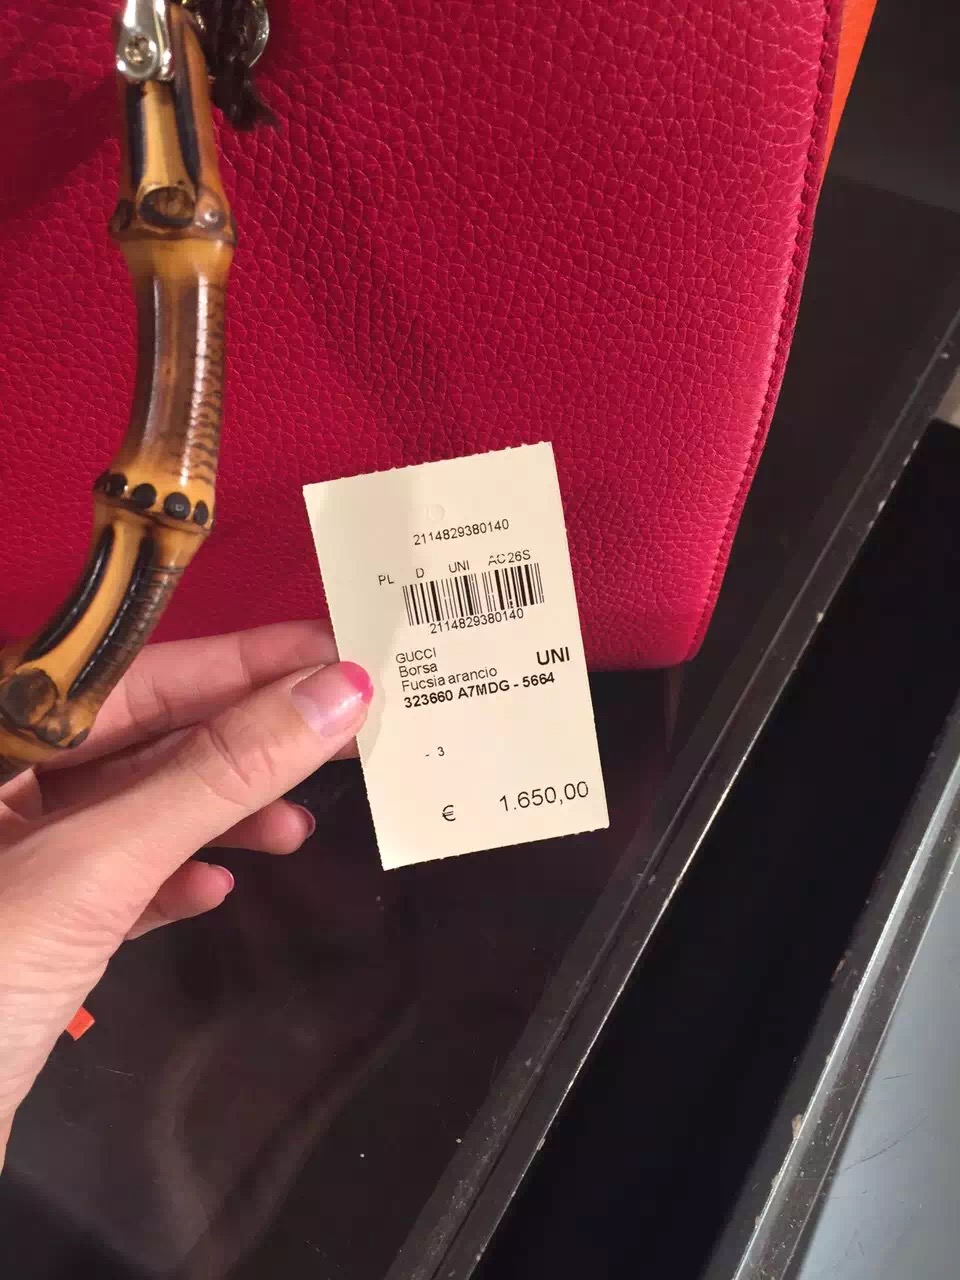 2114829380140
PL D UNI AC26S
2114829380140
GUCCI
Borsa UNI
Fucsia arancio
323660 A7MDG - 5664
- 3
€ 1.650,00